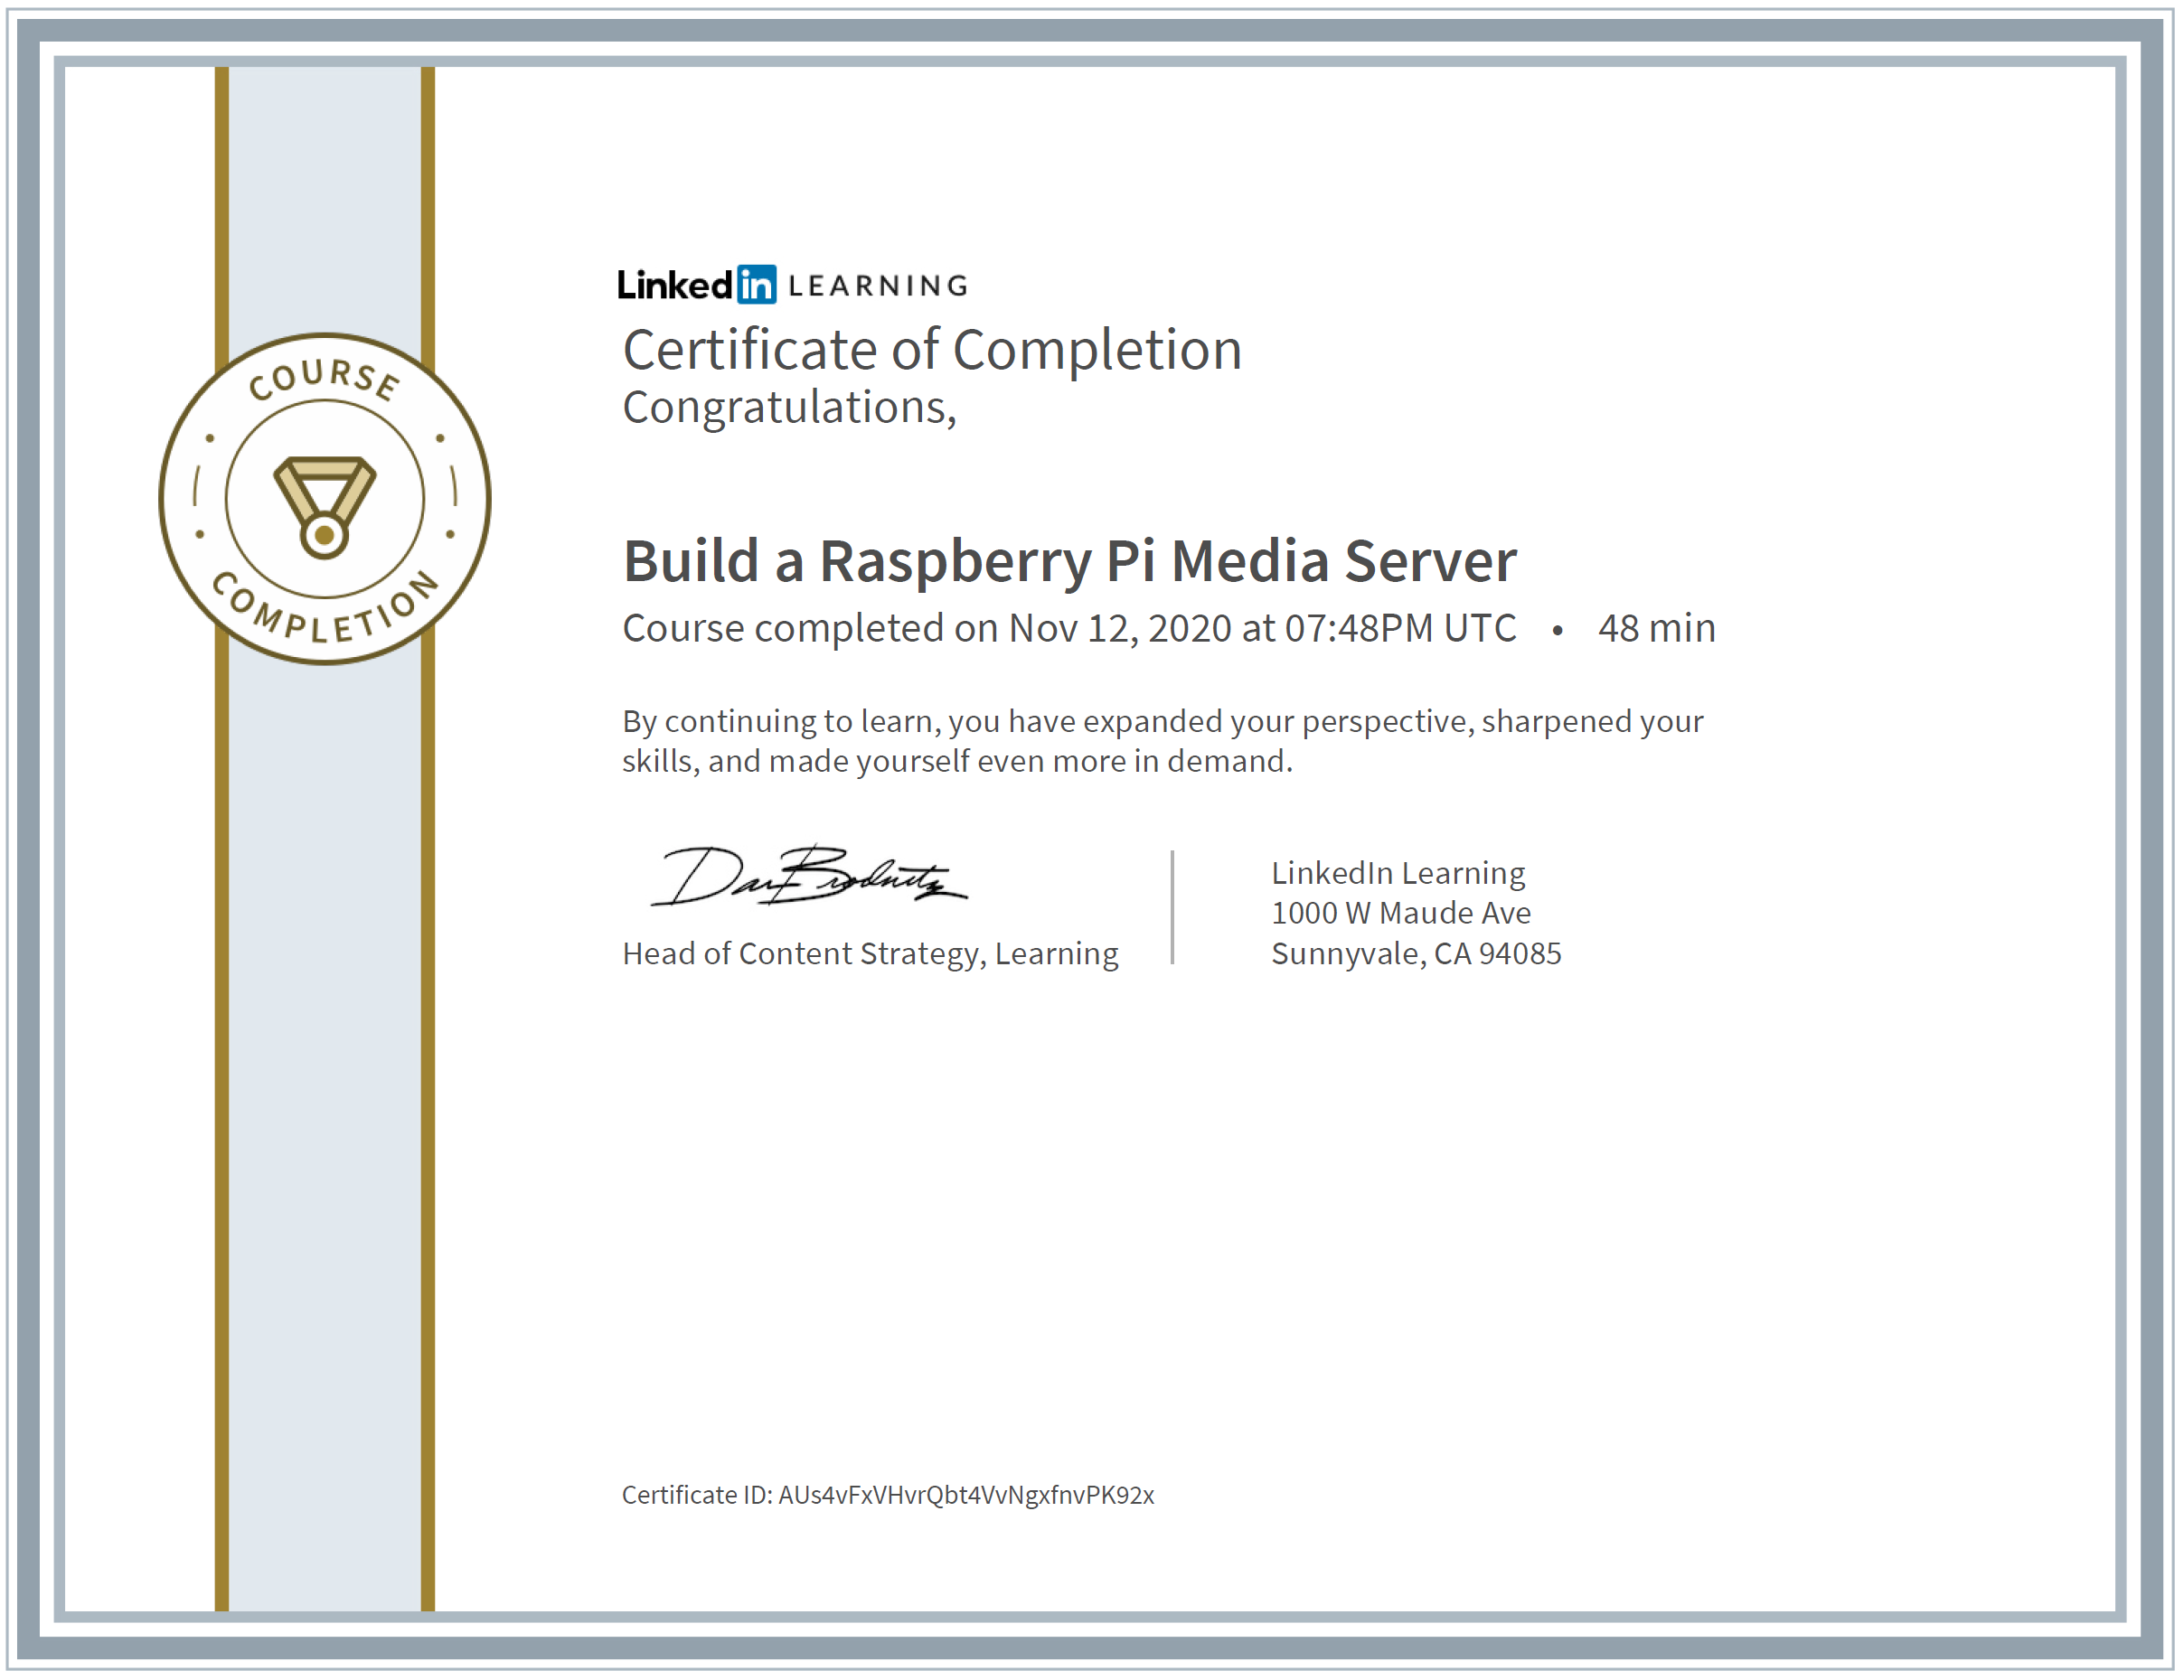 COURSE
COMPLETION
Linked in LEARNING
Certificate of Completion
Congratulations,
Build a Raspberry Pi Media Server
Course completed on Nov 12, 2020 at 07:48PM UTC • 48 min
By continuing to learn, you have expanded your perspective, sharpened your
skills, and made yourself even more in demand.
Head of Content Strategy, Learning
LinkedIn Learning
1000 W Maude Ave
Sunnyvale, CA 94085
Certificate ID: AUs4vFxVHvrQbt4VvNgxfnvPK92x